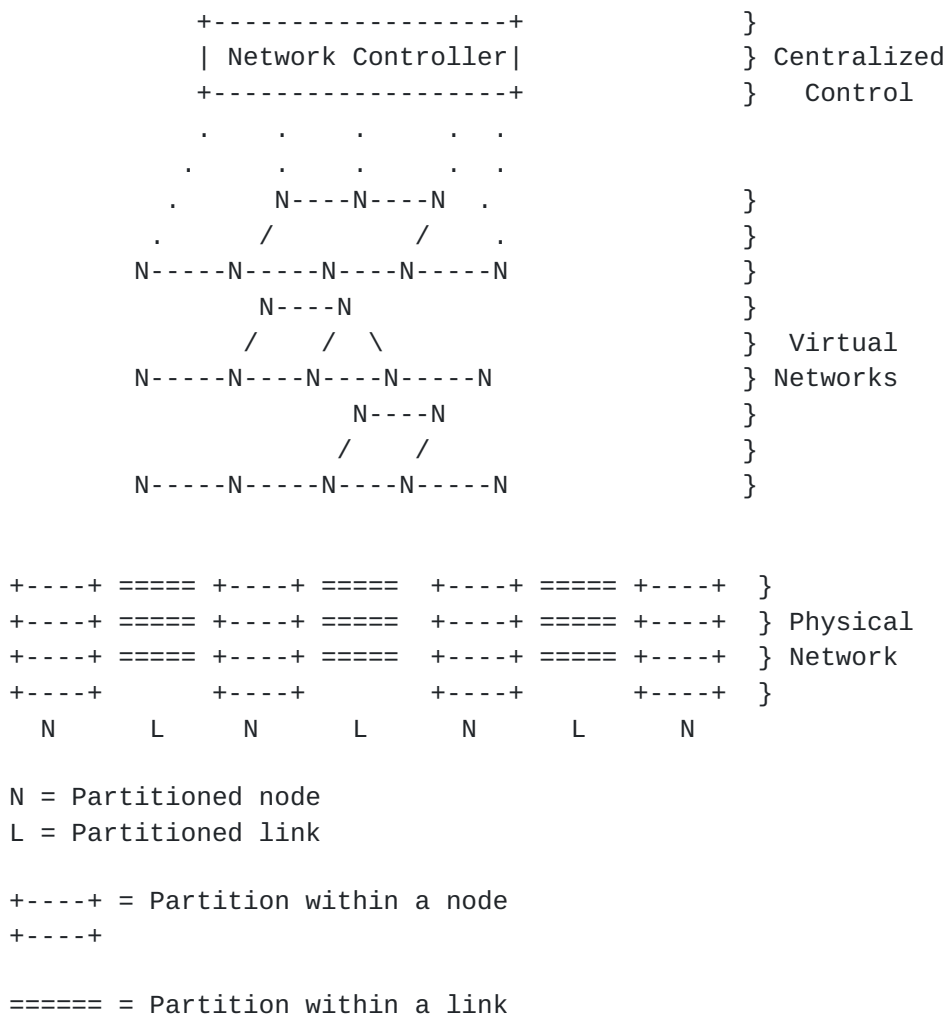 +-------------------+              }
            | Network Controller|              } Centralized
            +-------------------+              }   Control
            .    .    .     .  .
           .     .    .     .  .
          .      N----N----N  .                }
         .      /         /    .               }
        N-----N-----N----N-----N               }
                N----N                         }
               /    /  \                       }  Virtual
        N-----N----N----N-----N                } Networks
                      N----N                   }
                     /    /                    }
        N-----N-----N----N-----N               }

+----+ ===== +----+ =====  +----+ ===== +----+  }
+----+ ===== +----+ =====  +----+ ===== +----+  } Physical
+----+ ===== +----+ =====  +----+ ===== +----+  } Network
+----+       +----+        +----+       +----+  }
  N      L     N      L      N      L      N

N = Partitioned node
L = Partitioned link

+----+ = Partition within a node
+----+

====== = Partition within a link